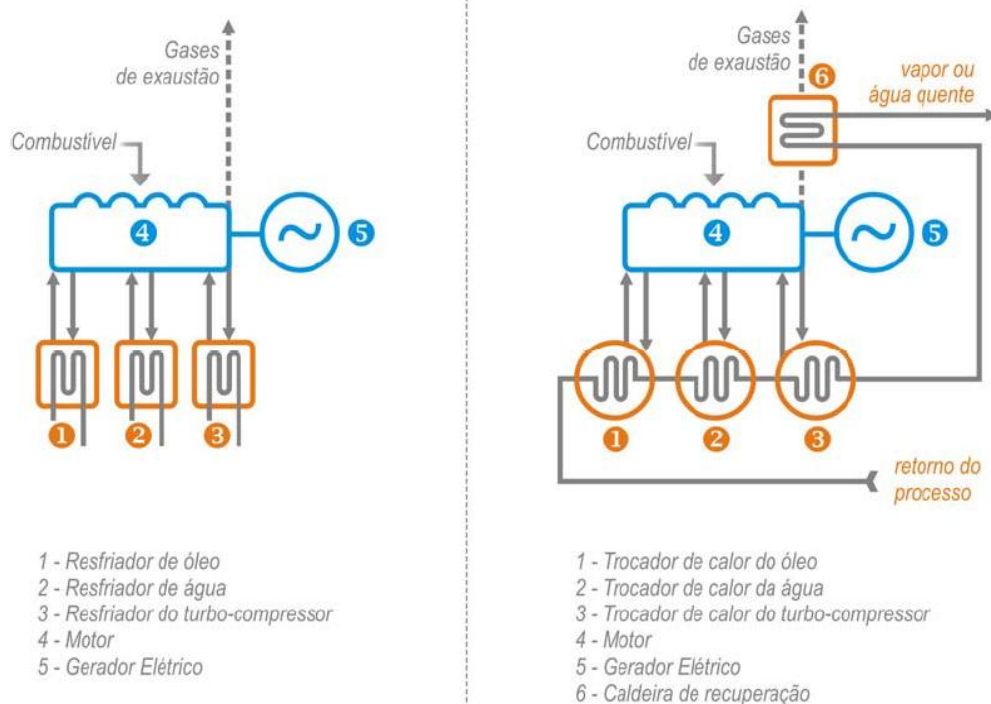 Gases
de exaustão
Combustível
4
5
1
2
3
1 - Resfriador de óleo
2 - Resfriador de água
3 - Resfriador do turbo-compressor
4 - Motor
5 - Gerador Elétrico
Gases
de exaustão
6
vapor ou
água quente
Combustível
4
5
1
2
3
retorno do
processo
1 - Trocador de calor do óleo
2 - Trocador de calor da água
3 - Trocador de calor do turbo-compressor
4 - Motor
5 - Gerador Elétrico
6 - Caldeira de recuperação